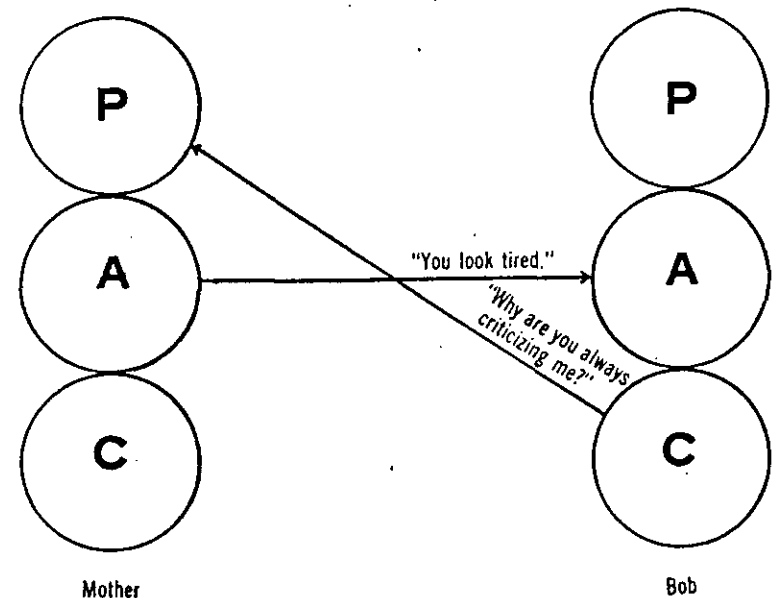 P P
A A
"You look tired."
"Why are you always
criticizing me?"
C C
Mother Bob